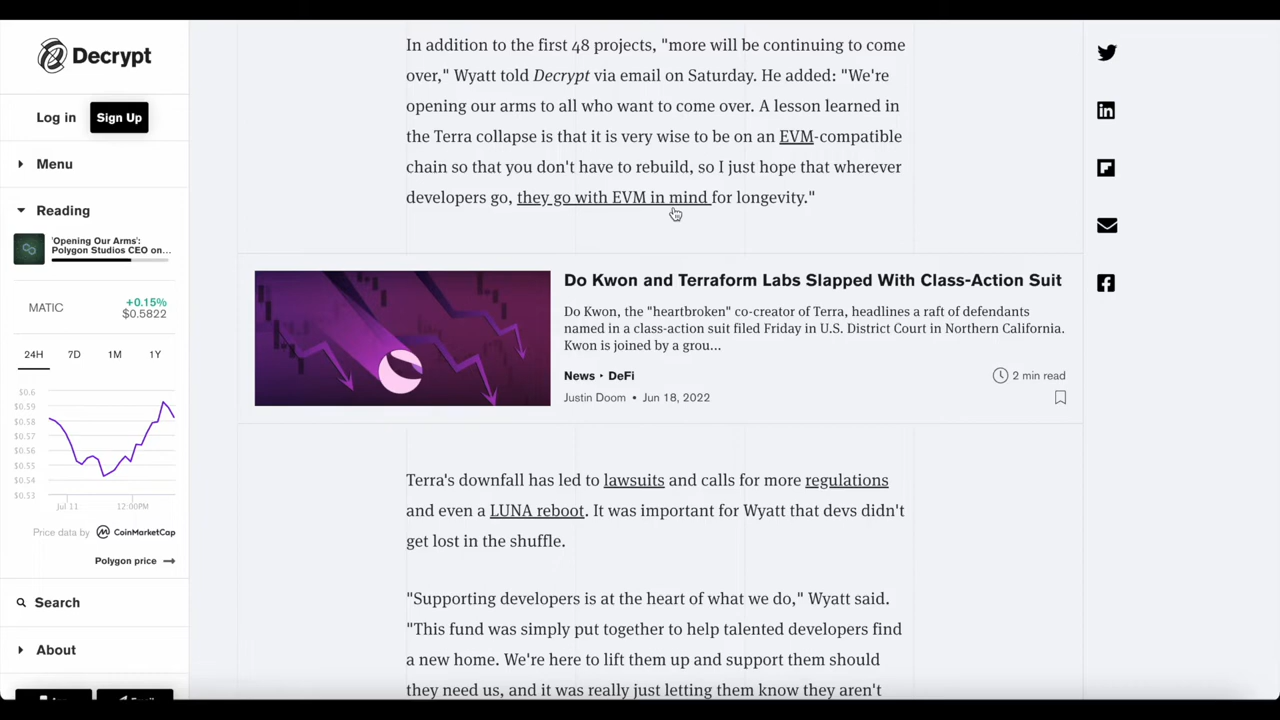 Decrypt
Log in
Sign Up
Menu
Reading
'Opening Our Arms':
Polygon Studios CEO on...
MATIC
+0.15%
$0.5822
24H
7D
1M
1Y
$0.6
$0.59
$0.58
$0.57
$0.56
$0.55
$0.54
$0.53
Jul 11
12:00PM
Price data by CoinMarketCap
Polygon price
Search
About
In addition to the first 48 projects, "more will be continuing to come
over," Wyatt told Decrypt via email on Saturday. He added: "We're
opening our arms to all who want to come over. A lesson learned in
the Terra collapse is that it is very wise to be on an EVM-compatible
chain so that you don't have to rebuild, so I just hope that wherever
developers go, they go with EVM in mind for longevity."
Do Kwon and Terraform Labs Slapped With Class-Action Suit
Do Kwon, the "heartbroken" co-creator of Terra, headlines a raft of defendants
named in a class-action suit filed Friday in U.S. District Court in Northern California.
Kwon is joined by a grou...
News • DeFi
2 min read
Justin Doom • Jun 18, 2022
Terra's downfall has led to lawsuits and calls for more regulations
and even a LUNA reboot. It was important for Wyatt that devs didn't
get lost in the shuffle.
"Supporting developers is at the heart of what we do," Wyatt said.
"This fund was simply put together to help talented developers find
a new home. We're here to lift them up and support them should
they need us, and it was really just letting them know they aren't